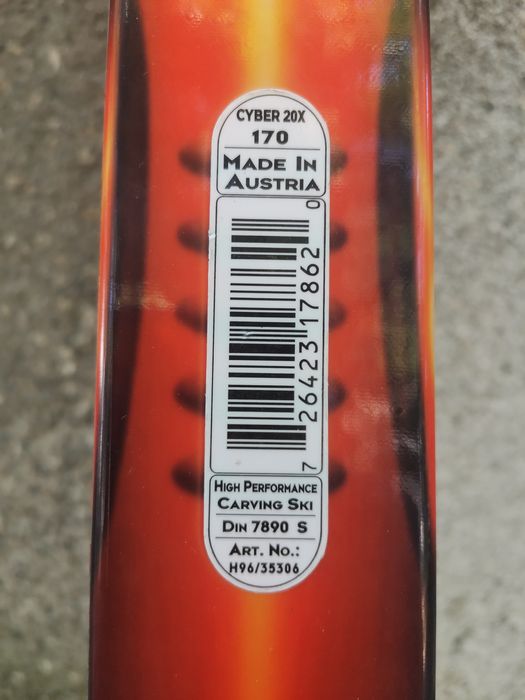 CYBER 20X
170
MADE IN
AUSTRIA
7 26423 17862 0
HIGH PERFORMANCE
CARVING SKI
DIN 7890 S
ART. NO.:
H96/35306